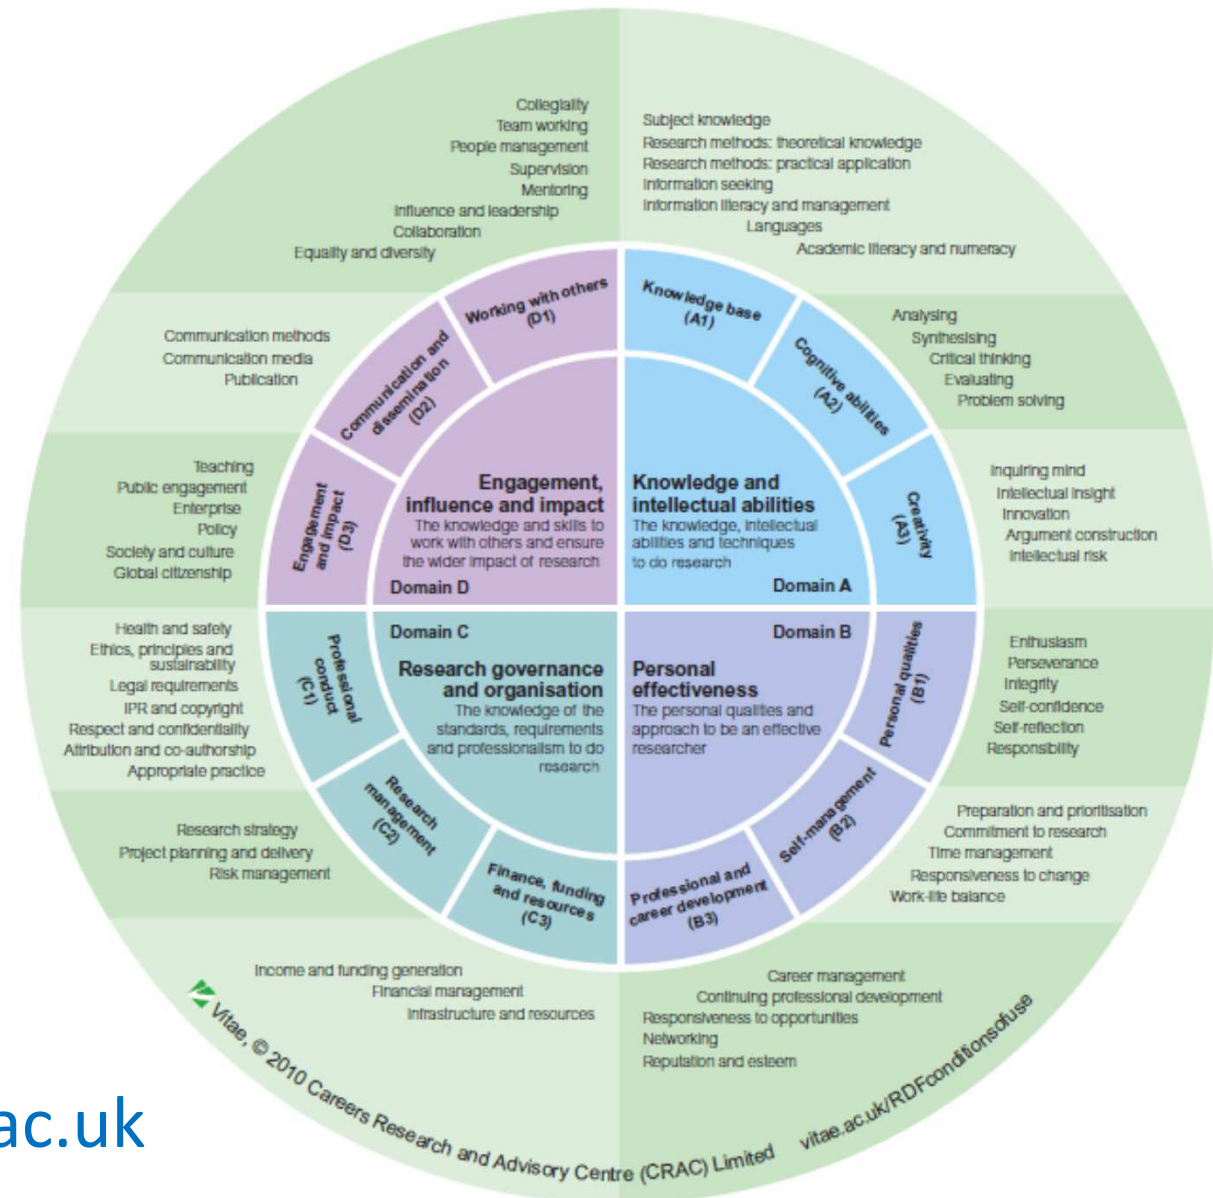 Collegiality
Team working
People management
Supervision
Mentoring
Influence and leadership
Collaboration
Equality and diversity
Subject knowledge
Research methods: theoretical knowledge
Research methods: practical application
Information seeking
Information literacy and management
Languages
Academic literacy and numeracy
Communication methods
Communication media
Publication
Analysing
Synthesising
Critical thinking
Evaluating
Problem solving
Teaching
Public engagement
Enterprise
Policy
Society and culture
Global citizenship
Inquiring mind
Intellectual insight
Innovation
Argument construction
Intellectual risk
Working with others
(D1)
Communication and
dissemination
(D2)
Engagement
and impact
(D3)
Knowledge base
(A1)
Cognitive abilities
(A2)
Creativity
(A3)
Engagement,
influence and impact
The knowledge and skills to
work with others and ensure
the wider impact of research
Domain D
Knowledge and
intellectual abilities
The knowledge, intellectual
abilities and techniques
to do research
Domain A
Domain C
Research governance
and organisation
The knowledge of the
standards, requirements
and professionalism to do
research
Domain B
Personal
effectiveness
The personal qualities and
approach to be an effective
researcher
Professional
conduct
(C1)
Research
management
(C2)
Finance, funding
and resources
(C3)
Personal qualities
(B1)
Self-management
(B2)
Professional and
career development
(B3)
Health and safety
Ethics, principles and
sustainability
Legal requirements
IPR and copyright
Respect and confidentiality
Attribution and co-authorship
Appropriate practice
Enthusiasm
Perseverance
Integrity
Self-confidence
Self-reflection
Responsibility
Research strategy
Project planning and delivery
Risk management
Preparation and prioritisation
Commitment to research
Time management
Responsiveness to change
Work-life balance
Income and funding generation
Financial management
Infrastructure and resources
Career management
Continuing professional development
Responsiveness to opportunities
Networking
Reputation and esteem
Vitae, © 2010 Careers Research and Advisory Centre (CRAC) Limited
vitae.ac.uk/RDFconditionsofuse
ac.uk